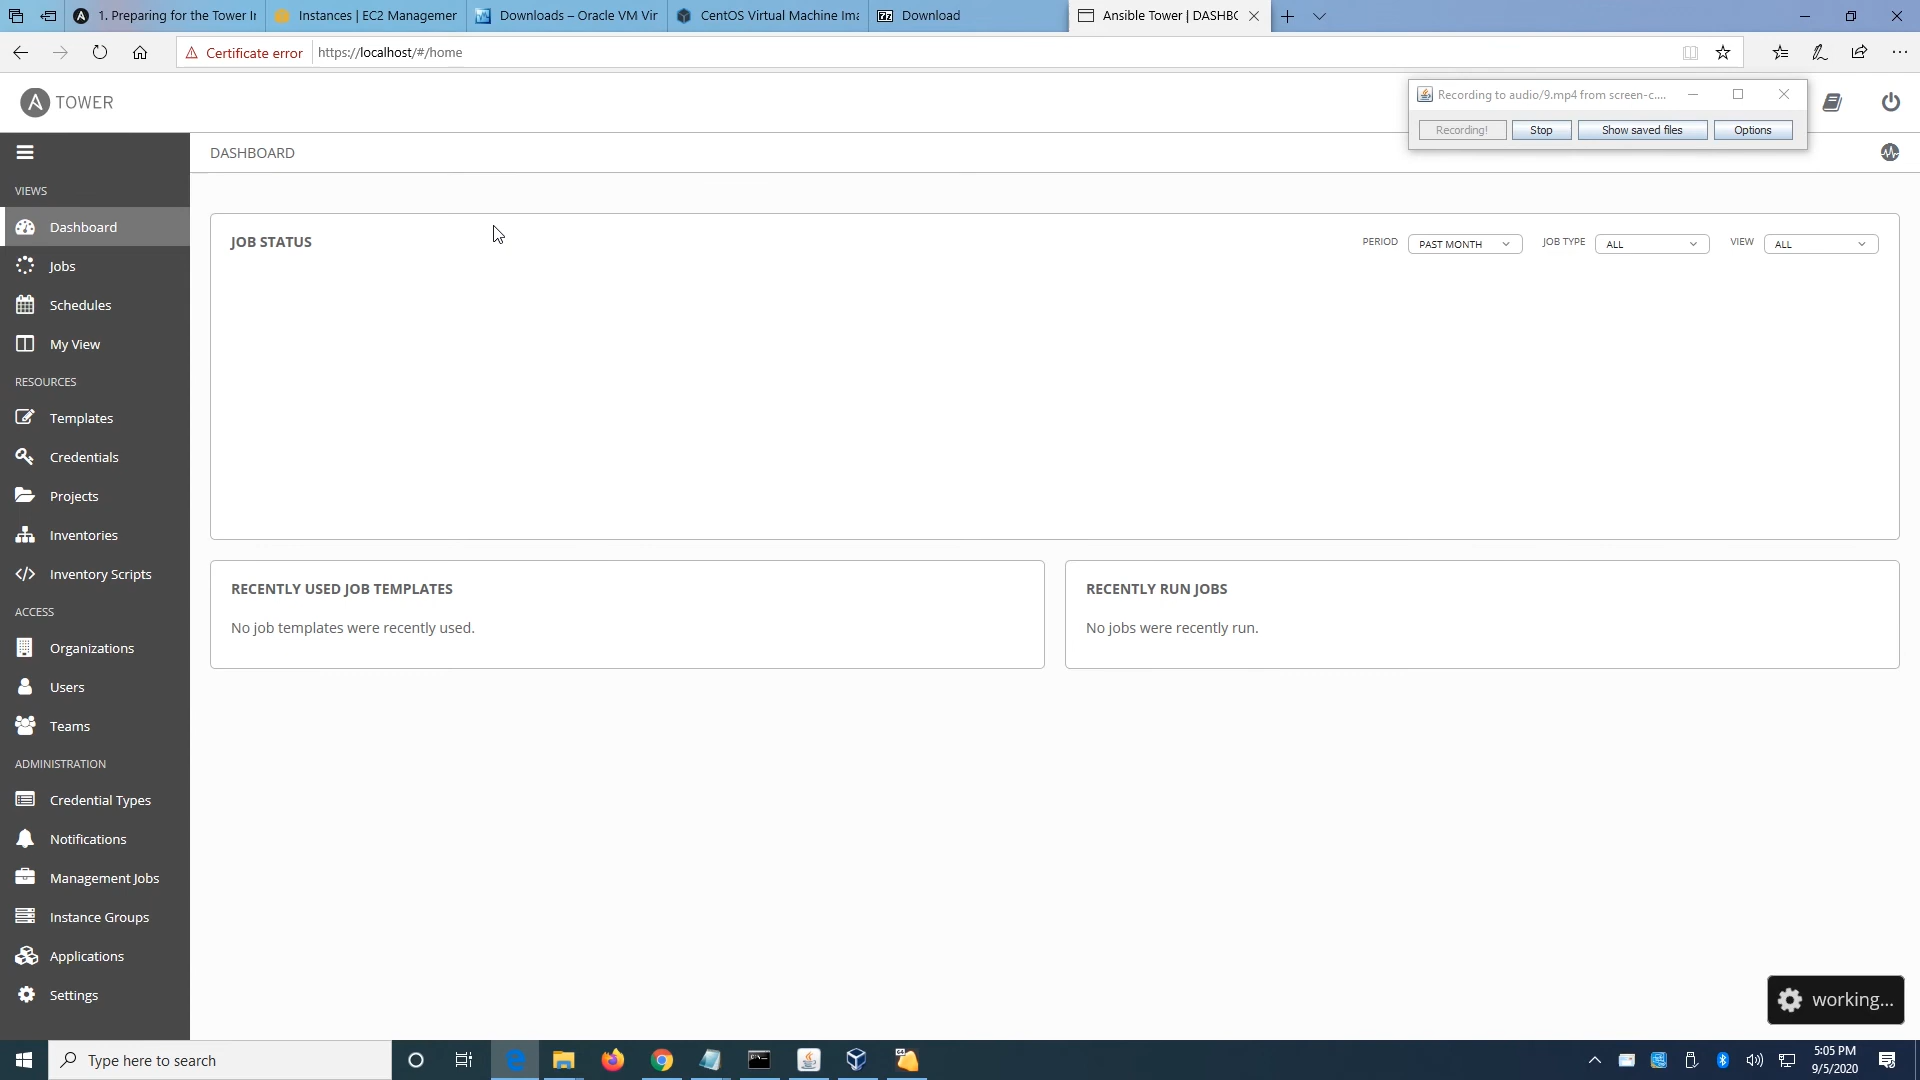 1. Preparing for the Tower In
Instances | EC2 Managemer
Downloads – Oracle VM Vir
CentOS Virtual Machine Ima
7z Download
Ansible Tower | DASHBC
Certificate error https://localhost/#/home
A TOWER
Recording to audio/9.mp4 from screen-c....
Recording! Stop Show saved files Options
DASHBOARD
VIEWS
Dashboard
Jobs
Schedules
My View
RESOURCES
Templates
Credentials
Projects
Inventories
Inventory Scripts
ACCESS
Organizations
Users
Teams
ADMINISTRATION
Credential Types
Notifications
Management Jobs
Instance Groups
Applications
Settings
JOB STATUS
PERIOD PAST MONTH JOB TYPE ALL VIEW ALL
RECENTLY USED JOB TEMPLATES
No job templates were recently used.
RECENTLY RUN JOBS
No jobs were recently run.
working...
Type here to search
5:05 PM
9/5/2020